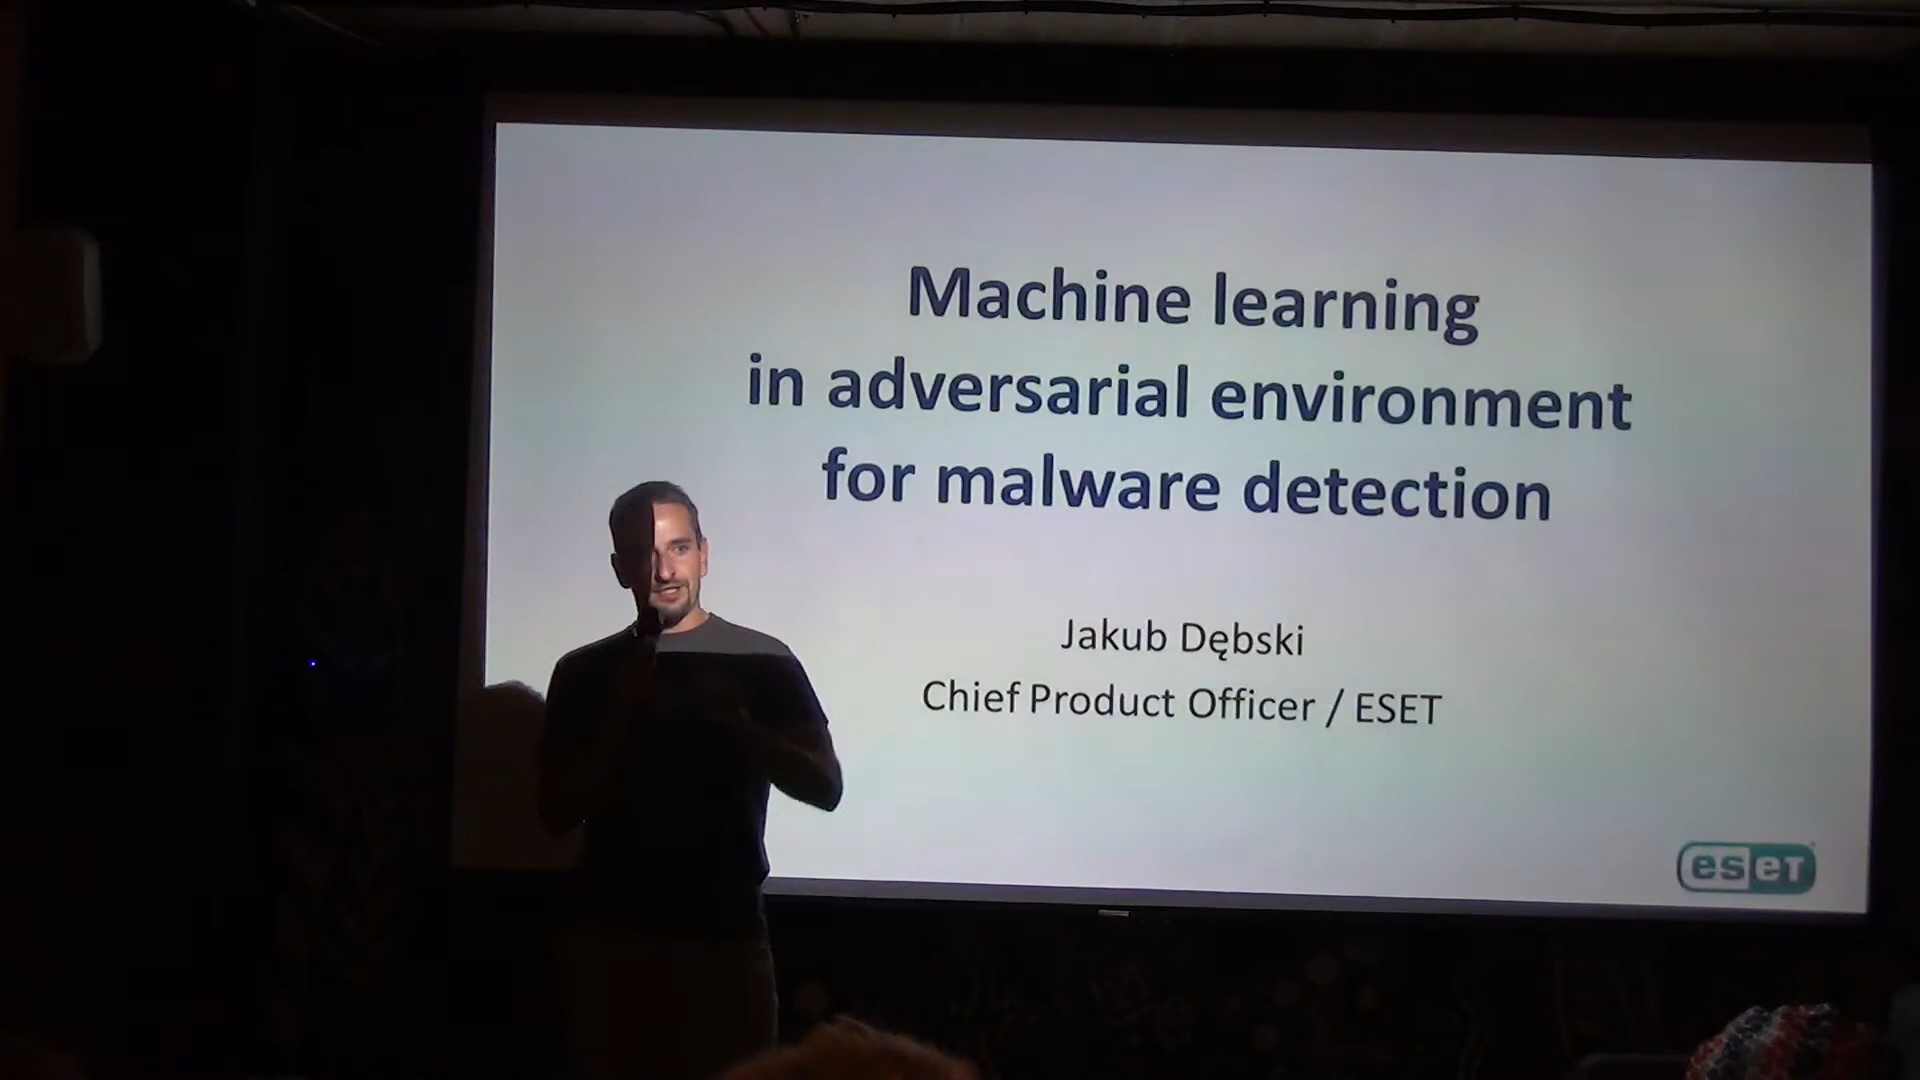 Machine learning
in adversarial environment
for malware detection
Jakub Dębski
Chief Product Officer / ESET
eseT